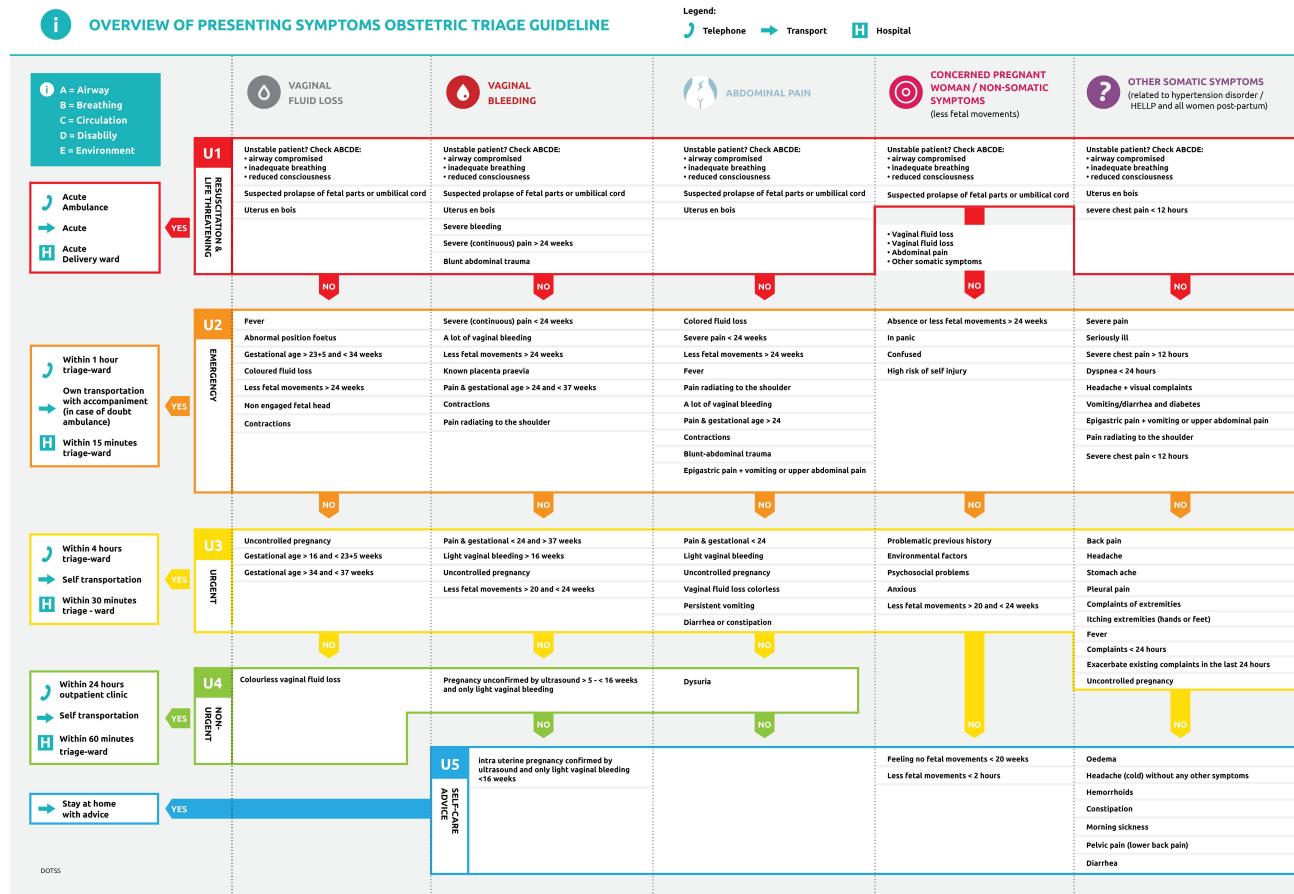 i
OVERVIEW OF PRESENTING SYMPTOMS OBSTETRIC TRIAGE GUIDELINE
Legend:
Telephone
Transport
H
Hospital
i
A = Airway
B = Breathing
C = Circulation
D = Disablily
E = Environment
VAGINAL
FLUID LOSS
VAGINAL
BLEEDING
ABDOMINAL PAIN
CONCERNED PREGNANT
WOMAN / NON-SOMATIC
SYMPTOMS
(less fetal movements)
?
OTHER SOMATIC SYMPTOMS
(related to hypertension disorder /
HELLP and all women post-partum)
Acute
Ambulance
Acute
H
Acute
Delivery ward
YES
U1
RESUSCITATION &
LIFE THREATENING
Unstable patient? Check ABCDE:
• airway compromised
• inadequate breathing
• reduced consciousness
Suspected prolapse of fetal parts or umbilical cord
Uterus en bois
NO
Unstable patient? Check ABCDE:
• airway compromised
• inadequate breathing
• reduced consciousness
Suspected prolapse of fetal parts or umbilical cord
Uterus en bois
Severe bleeding
Severe (continuous) pain > 24 weeks
Blunt abdominal trauma
NO
Unstable patient? Check ABCDE:
• airway compromised
• inadequate breathing
• reduced consciousness
Suspected prolapse of fetal parts or umbilical cord
Uterus en bois
NO
Unstable patient? Check ABCDE:
• airway compromised
• inadequate breathing
• reduced consciousness
Suspected prolapse of fetal parts or umbilical cord
• Vaginal fluid loss
• Vaginal fluid loss
• Abdominal pain
• Other somatic symptoms
NO
Unstable patient? Check ABCDE:
• airway compromised
• inadequate breathing
• reduced consciousness
Uterus en bois
severe chest pain < 12 hours
NO
Within 1 hour
triage-ward
Own transportation
with accompaniment
(in case of doubt
ambulance)
H
Within 15 minutes
triage-ward
YES
U2
EMERGENCY
Fever
Abnormal position foetus
Gestational age > 23+5 and < 34 weeks
Coloured fluid loss
Less fetal movements > 24 weeks
Non engaged fetal head
Contractions
NO
Severe (continuous) pain < 24 weeks
A lot of vaginal bleeding
Less fetal movements > 24 weeks
Known placenta praevia
Pain & gestational age > 24 and < 37 weeks
Contractions
Pain radiating to the shoulder
NO
Colored fluid loss
Severe pain < 24 weeks
Less fetal movements > 24 weeks
Fever
Pain radiating to the shoulder
A lot of vaginal bleeding
Pain & gestational age > 24
Contractions
Blunt-abdominal trauma
Epigastric pain + vomiting or upper abdominal pain
NO
Absence or less fetal movements > 24 weeks
In panic
Confused
High risk of self injury
NO
Severe pain
Seriously ill
Severe chest pain > 12 hours
Dyspnea < 24 hours
Headache + visual complaints
Vomiting/diarrhea and diabetes
Epigastric pain + vomiting or upper abdominal pain
Pain radiating to the shoulder
Severe chest pain < 12 hours
NO
Within 4 hours
triage-ward
Self transportation
H
Within 30 minutes
triage - ward
YES
U3
URGENT
Uncontrolled pregnancy
Gestational age > 16 and < 23+5 weeks
Gestational age > 34 and < 37 weeks
NO
Pain & gestational < 24 and > 37 weeks
Light vaginal bleeding > 16 weeks
Uncontrolled pregnancy
Less fetal movements > 20 and < 24 weeks
NO
Pain & gestational < 24
Light vaginal bleeding
Uncontrolled pregnancy
Vaginal fluid loss colorless
Persistent vomiting
Diarrhea or constipation
NO
Problematic previous history
Environmental factors
Psychosocial problems
Anxious
Less fetal movements > 20 and < 24 weeks
NO
Back pain
Headache
Stomach ache
Pleural pain
Complaints of extremities
Itching extremities (hands or feet)
Fever
Complaints < 24 hours
Exacerbate existing complaints in the last 24 hours
Uncontrolled pregnancy
NO
Within 24 hours
outpatient clinic
Self transportation
H
Within 60 minutes
triage-ward
YES
U4
NON-
URGENT
Colourless vaginal fluid loss
Pregnancy unconfirmed by ultrasound > 5 - < 16 weeks
and only light vaginal bleeding
NO
Dysuria
NO
Stay at home
with advice
YES
U5
SELF-CARE
ADVICE
intra uterine pregnancy confirmed by
ultrasound and only light vaginal bleeding
<16 weeks
Feeling no fetal movements < 20 weeks
Less fetal movements < 2 hours
Oedema
Headache (cold) without any other symptoms
Hemorrhoids
Constipation
Morning sickness
Pelvic pain (lower back pain)
Diarrhea
DOTSS